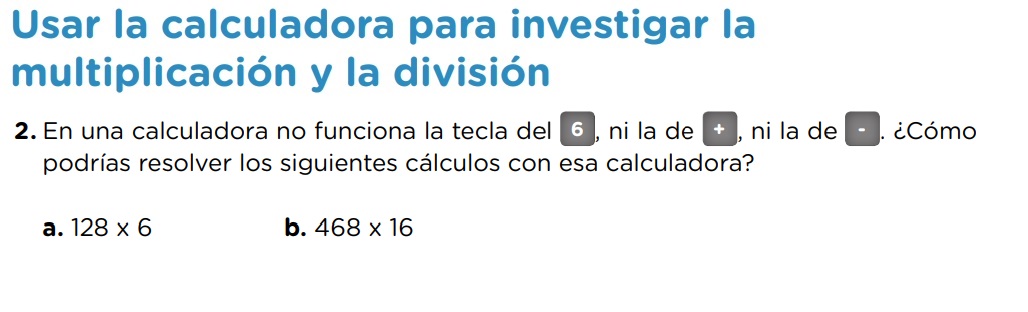 Usar la calculadora para investigar la
multiplicación y la división
2. En una calculadora no funciona la tecla del 6, ni la de +, ni la de -. ¿Cómo
podrías resolver los siguientes cálculos con esa calculadora?
a. 128 x 6 b. 468 x 16